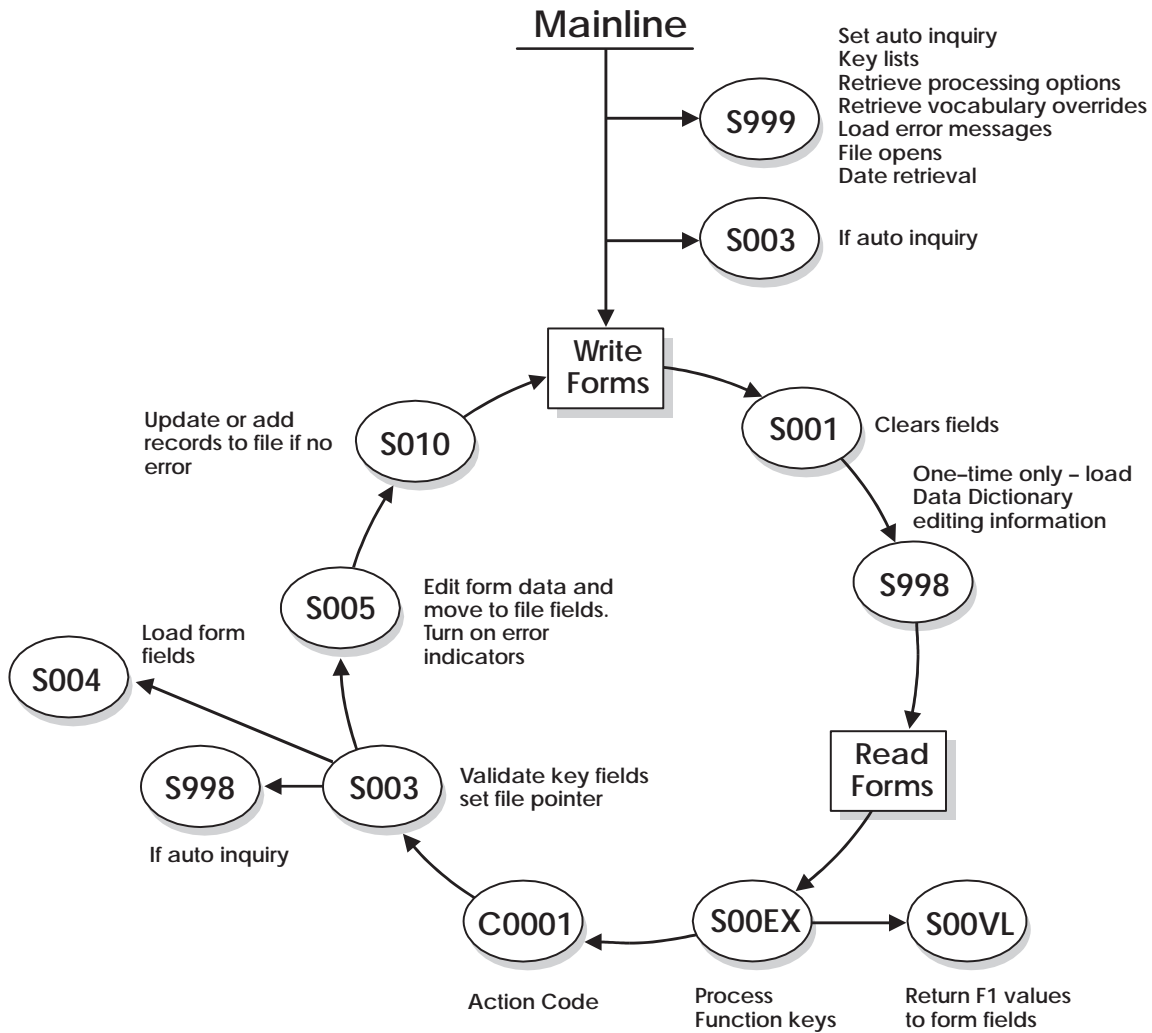 Mainline
Set auto inquiry
Key lists
Retrieve processing options
Retrieve vocabulary overrides
Load error messages
File opens
Date retrieval
S999
S003
If auto inquiry
Write
Forms
S001
Clears fields
One–time only – load
Data Dictionary
editing information
S998
Read
Forms
S00EX
Process
Function keys
S00VL
Return F1 values
to form fields
C0001
Action Code
S003
Validate key fields
set file pointer
S998
If auto inquiry
S004
Load form
fields
S005
Edit form data and
move to file fields.
Turn on error
indicators
S010
Update or add
records to file if no
error